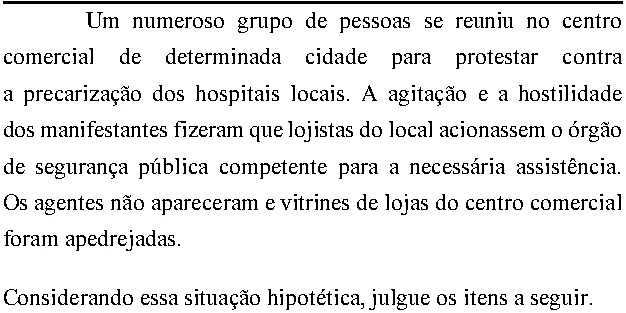 Um numeroso grupo de pessoas se reuniu no centro
comercial de determinada cidade para protestar contra
a precarização dos hospitais locais. A agitação e a hostilidade
dos manifestantes fizeram que lojistas do local acionassem o órgão
de segurança pública competente para a necessária assistência.
Os agentes não apareceram e vitrines de lojas do centro comercial
foram apedrejadas.
Considerando essa situação hipotética, julgue os itens a seguir.